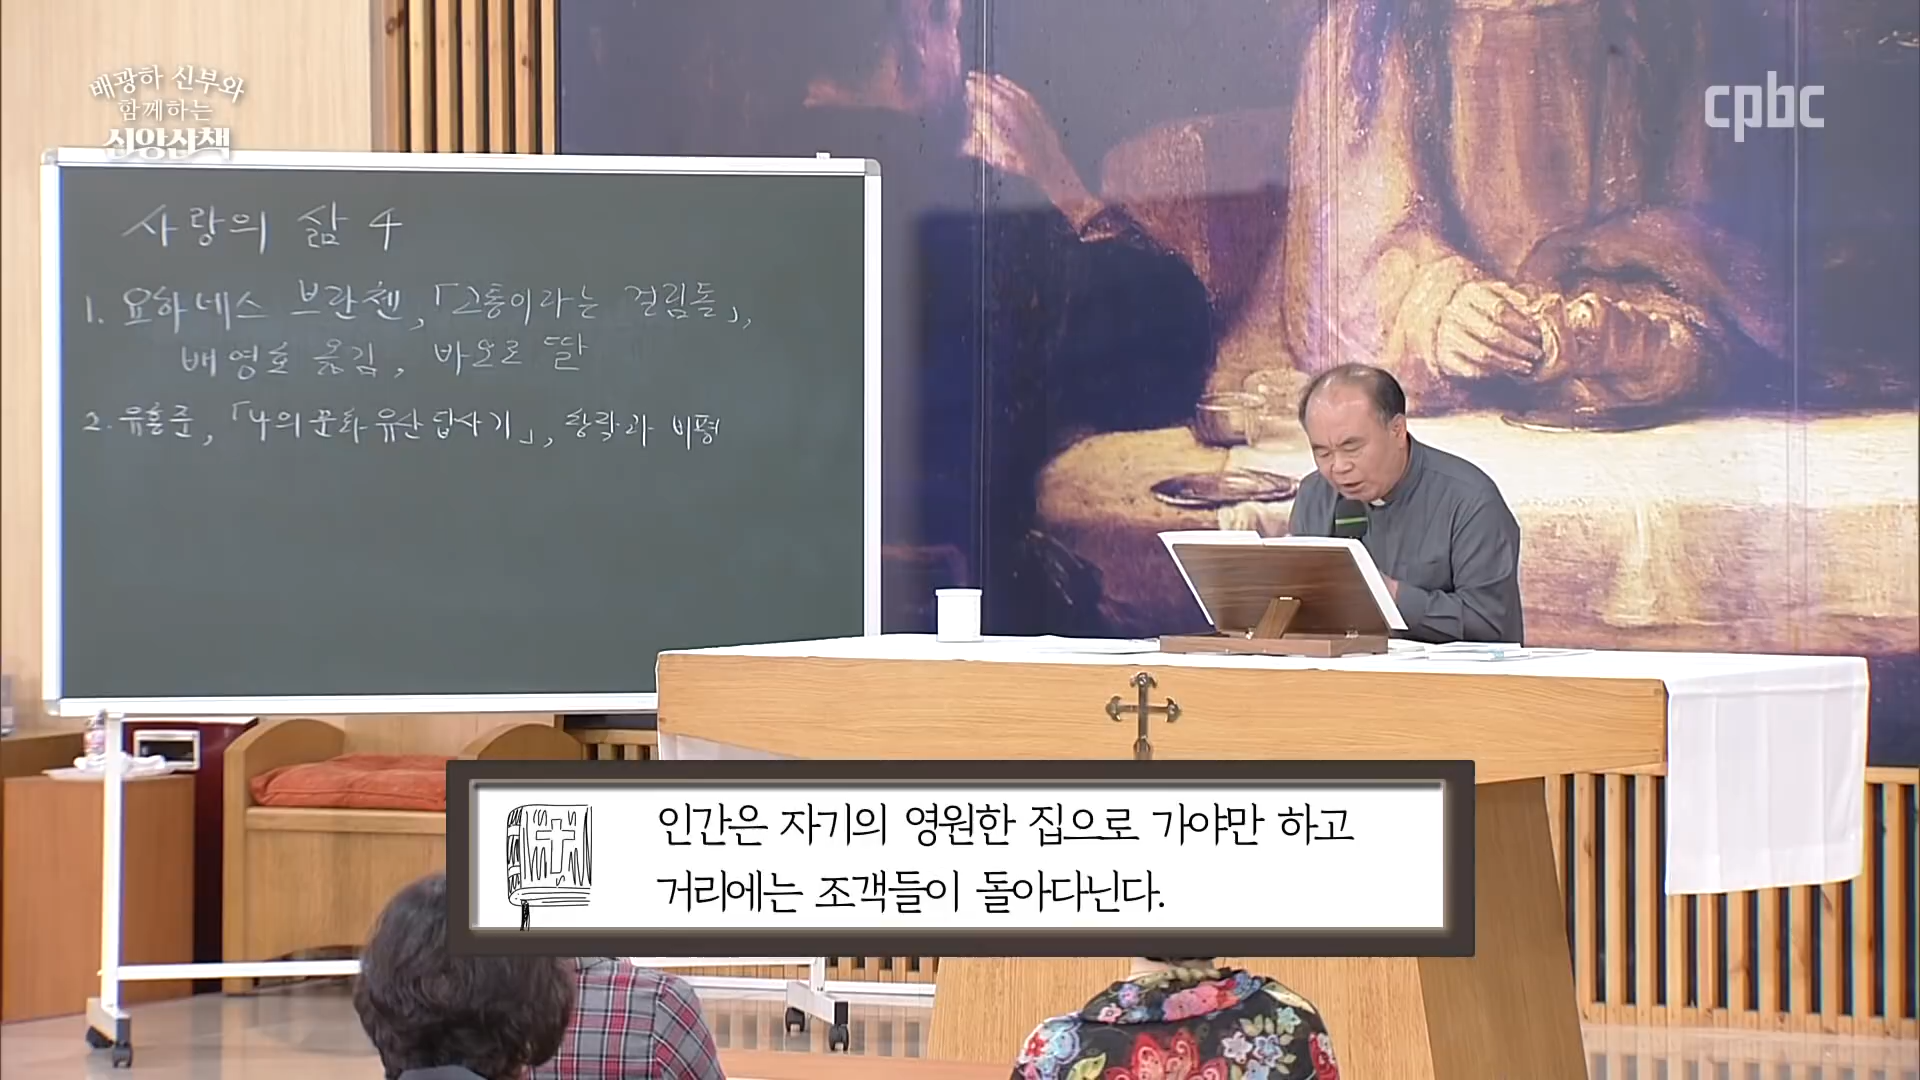 배광하 신부와
함께하는
신앙산책
cpbc
사랑의 삶 4
1. 요하네스 브란첸, 「고통이라는 걸림돌」,
배영호 옮김, 바오로 딸
2. 유홍준, 「나의 문화유산 답사기」, 창작과 비평
인간은 자기의 영원한 집으로 가야만 하고
거리에는 조객들이 돌아다닌다.